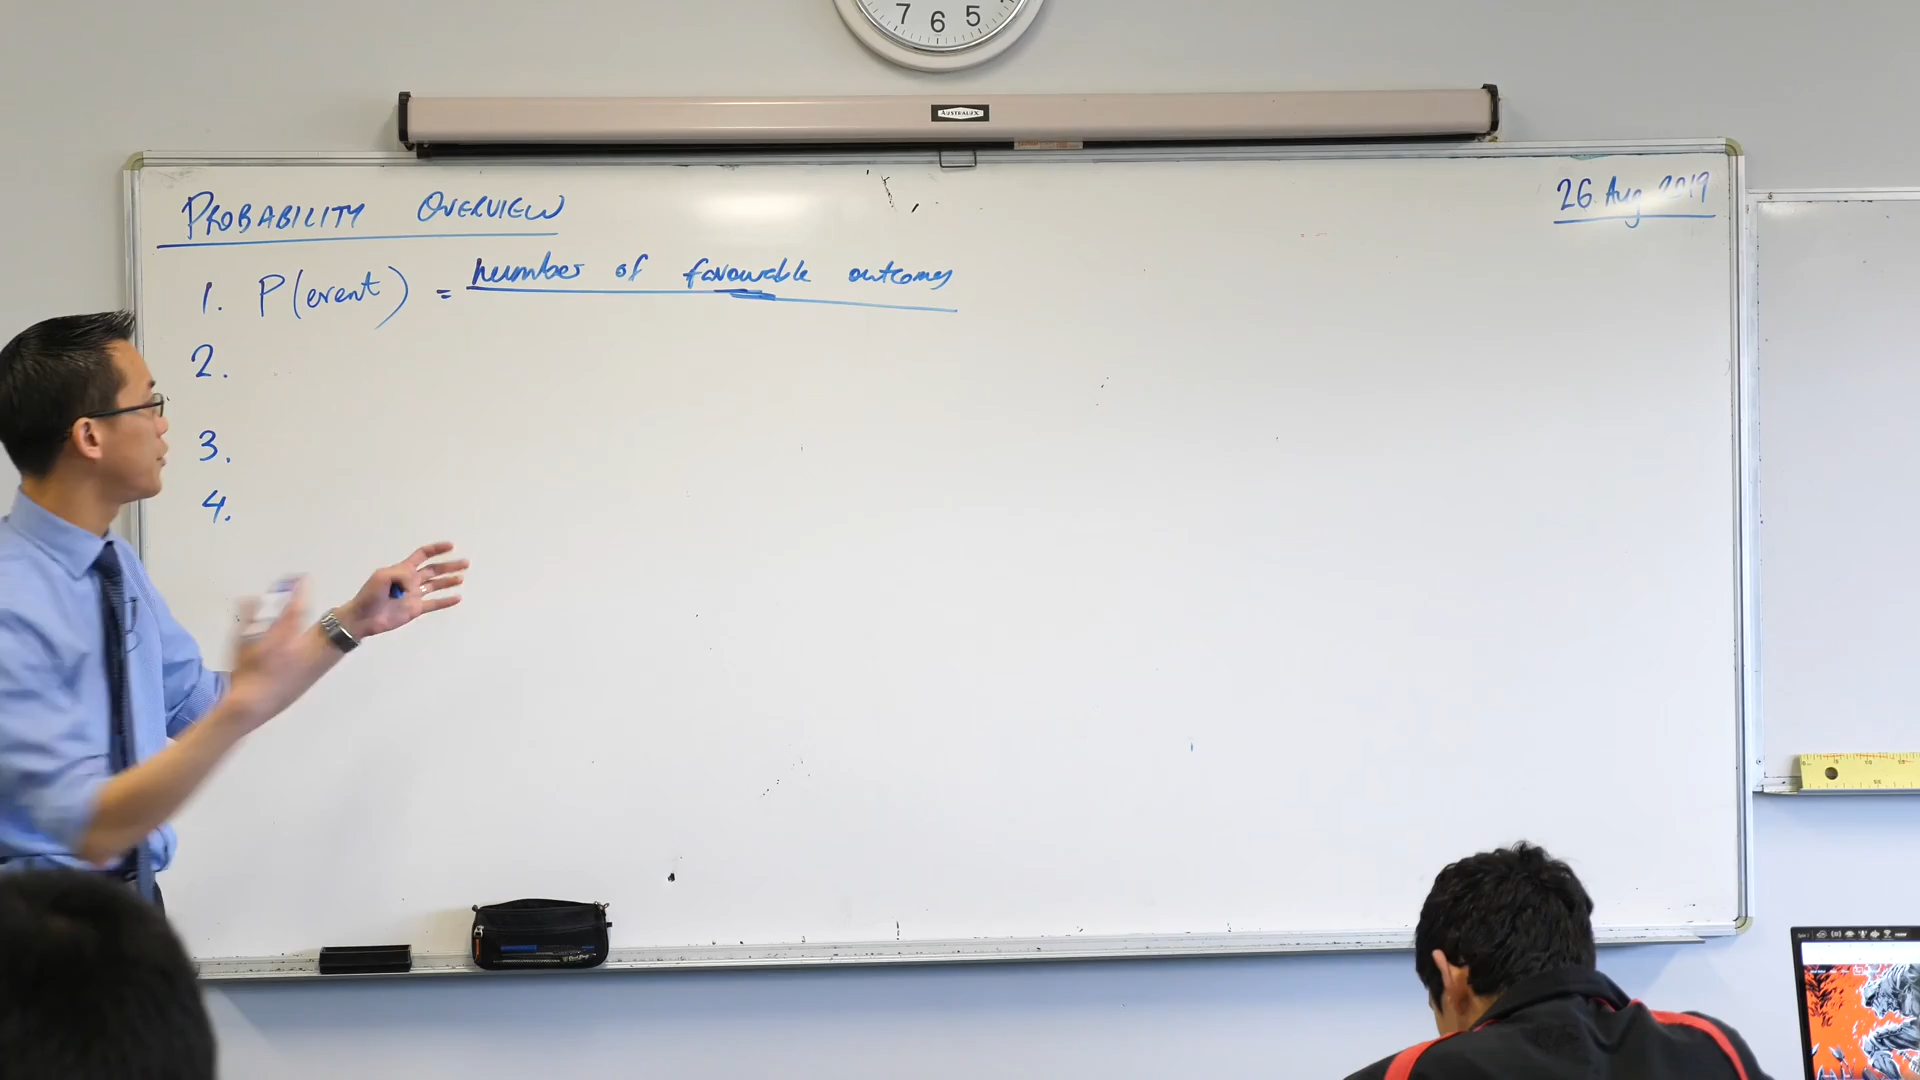 7 6 5
AUSTRALUX
PROBABILITY OVERVIEW
26 Aug 2019
1. P(event) = number of favourable outcomes
2.
3.
4.